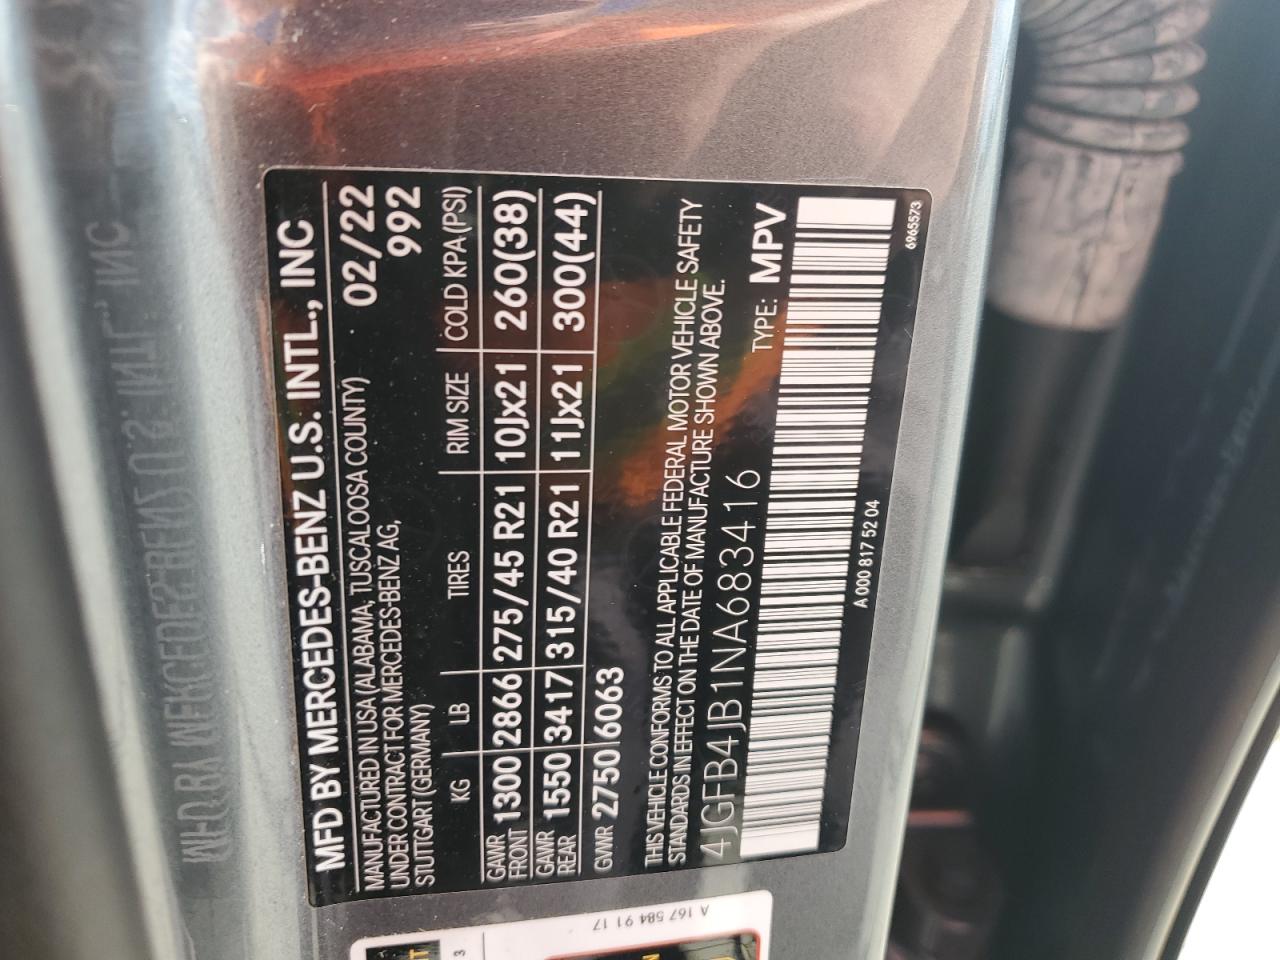 MFD BY MERCEDES-BENZ U.S. INTL., INC
MANUFACTURED IN USA (ALABAMA, TUSCALOOSA COUNTY) 02/22
UNDER CONTRACT FOR MERCEDES-BENZ AG, 992
STUTTGART (GERMANY)
KG LB TIRES RIM SIZE COLD KPA (PSI)
GAWR FRONT 1300 2866 275/45 R21 10Jx21 260(38)
GAWR REAR 1550 3417 315/40 R21 11Jx21 300(44)
GVWR 2750 6063
THIS VEHICLE CONFORMS TO ALL APPLICABLE FEDERAL MOTOR VEHICLE SAFETY
STANDARDS IN EFFECT ON THE DATE OF MANUFACTURE SHOWN ABOVE.
4JGFB4JB1NA683416 TYPE: MPV
A 000 817 52 04
6965573
A 167 584 91 17